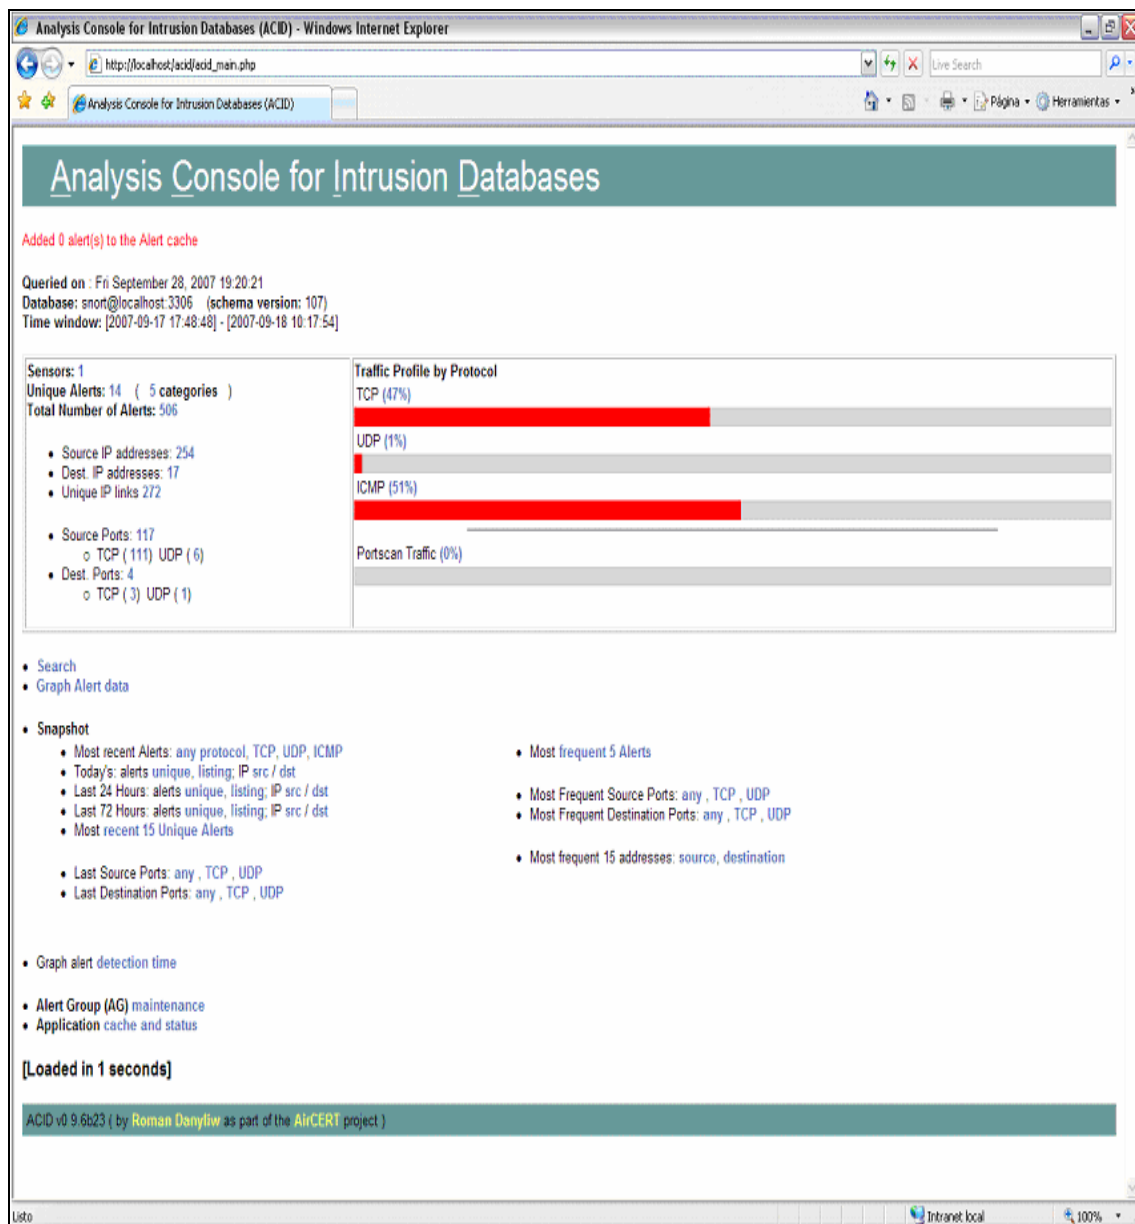 Analysis Console for Intrusion Databases (ACID) - Windows Internet Explorer
http://localhost/acid/acid_main.php
Live Search
Analysis Console for Intrusion Databases (ACID)
Página
Herramientas
Analysis Console for Intrusion Databases
Added 0 alert(s) to the Alert cache
Queried on : Fri September 28, 2007 19:20:21
Database: snort@localhost:3306 (schema version: 107)
Time window: [2007-09-17 17:48:48] - [2007-09-18 10:17:54]
Sensors: 1
Unique Alerts: 14 ( 5 categories )
Total Number of Alerts: 506
Source IP addresses: 254
Dest. IP addresses: 17
Unique IP links 272
Source Ports: 117
TCP ( 111) UDP ( 6)
Dest. Ports: 4
TCP ( 3) UDP ( 1)
Traffic Profile by Protocol
TCP (47%)
UDP (1%)
ICMP (51%)
Portscan Traffic (0%)
Search
Graph Alert data
Snapshot
Most recent Alerts: any protocol, TCP, UDP, ICMP
Today's: alerts unique, listing; IP src / dst
Last 24 Hours: alerts unique, listing; IP src / dst
Last 72 Hours: alerts unique, listing; IP src / dst
Most recent 15 Unique Alerts
Last Source Ports: any , TCP , UDP
Last Destination Ports: any , TCP , UDP
Most frequent 5 Alerts
Most Frequent Source Ports: any , TCP , UDP
Most Frequent Destination Ports: any , TCP , UDP
Most frequent 15 addresses: source, destination
Graph alert detection time
Alert Group (AG) maintenance
Application cache and status
[Loaded in 1 seconds]
ACID v0.9.6b23 ( by Roman Danyliw as part of the AirCERT project )
Listo
Intranet local
100%